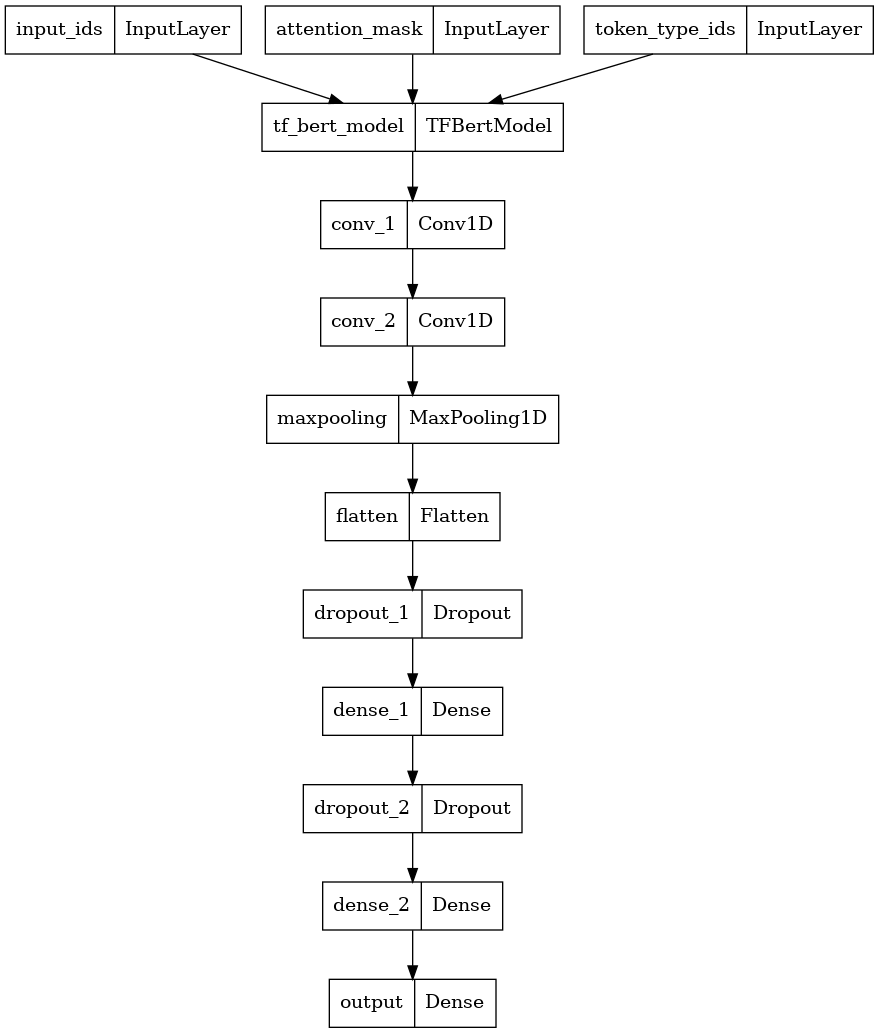 input_ids InputLayer attention_mask InputLayer token_type_ids InputLayer
tf_bert_model TFBertModel
conv_1 Conv1D
conv_2 Conv1D
maxpooling MaxPooling1D
flatten Flatten
dropout_1 Dropout
dense_1 Dense
dropout_2 Dropout
dense_2 Dense
output Dense